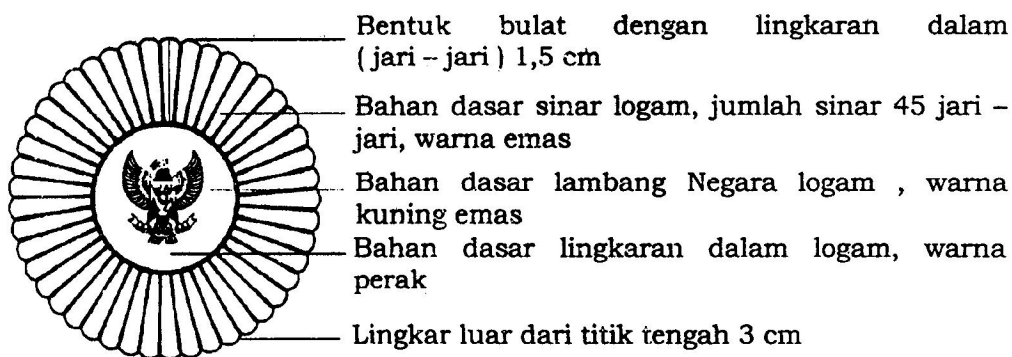 Bentuk bulat dengan lingkaran dalam
( jari – jari ) 1,5 cm
Bahan dasar sinar logam, jumlah sinar 45 jari –
jari, warna emas
Bahan dasar lambang Negara logam , warna
kuning emas
Bahan dasar lingkaran dalam logam, warna
perak
Lingkar luar dari titik tengah 3 cm